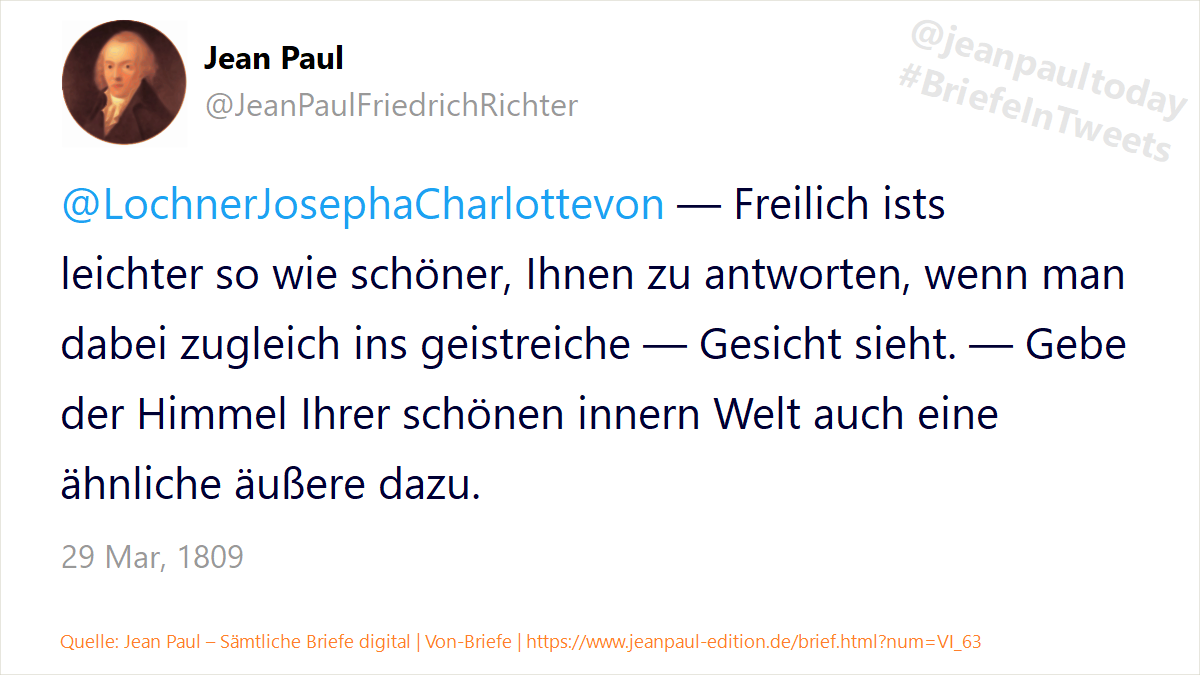 Jean Paul
@JeanPaulFriedrichRichter
@jeanpaultoday
#BriefeInTweets
@LochnerJosephaCharlottevon — Freilich ists
leichter so wie schöner, Ihnen zu antworten, wenn man
dabei zugleich ins geistreiche — Gesicht sieht. — Gebe
der Himmel Ihrer schönen innern Welt auch eine
ähnliche äußere dazu.
29 Mar, 1809
Quelle: Jean Paul – Sämtliche Briefe digital | Von-Briefe | https://www.jeanpaul-edition.de/brief.html?num=VI_63